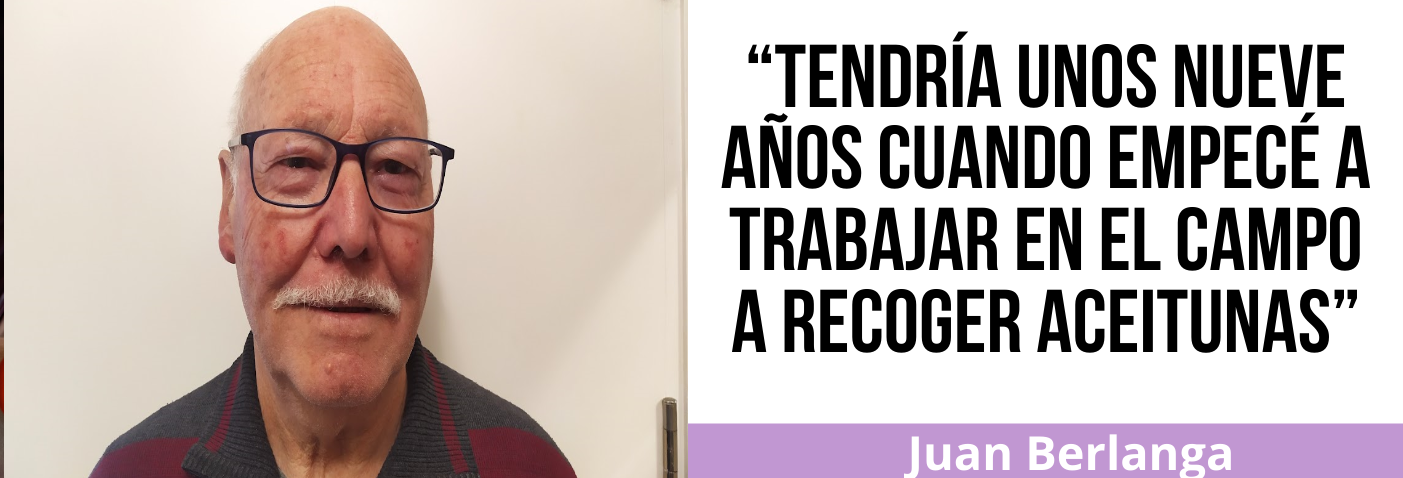 “TENDRÍA UNOS NUEVE
AÑOS CUANDO EMPECÉ A
TRABAJAR EN EL CAMPO
A RECOGER ACEITUNAS”
Juan Berlanga